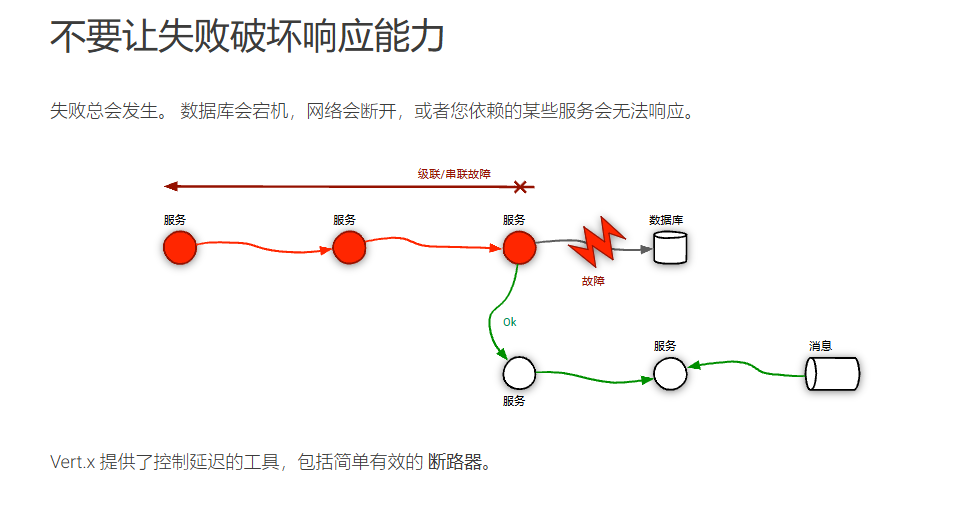 不要让失败破坏响应能力
失败总会发生。 数据库会宕机，网络会断开，或者您依赖的某些服务会无法响应。
级联/串联故障
服务
服务
服务
数据库
故障
Ok
服务
消息
服务
Vert.x 提供了控制延迟的工具，包括简单有效的 断路器。